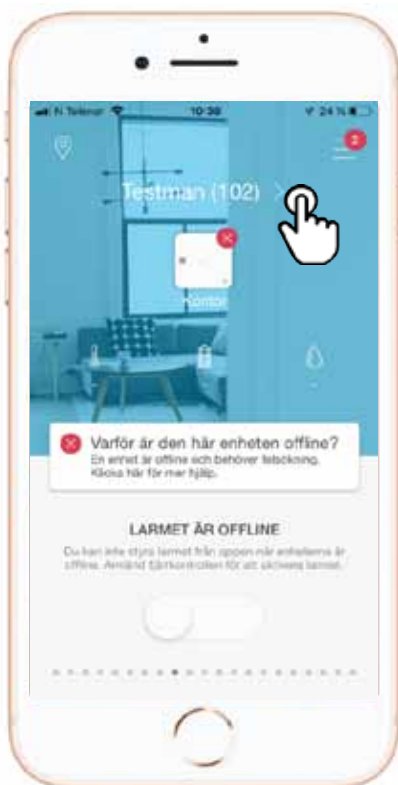 N Telenor 10:38 24 %
2
Testman (102)
Kontor
Varför är den här enheten offline?
En enhet är offline och behöver felsökning.
Klicka här för mer hjälp.
LARMET ÄR OFFLINE
Du kan inte styra larmet från appen när enheterna är
offline. Använd fjärrkontrollen för att aktivera larmet.